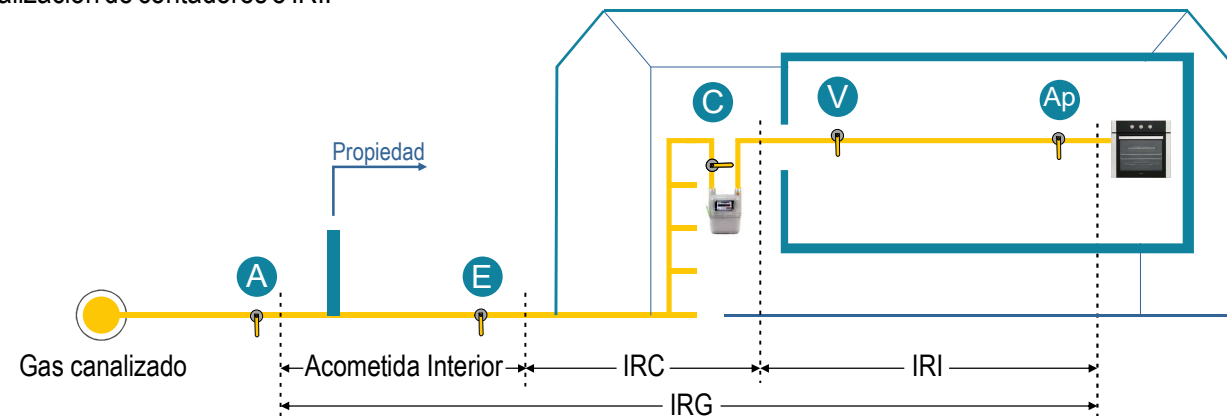 C
V
Ap
Propiedad
A
E
Gas canalizado
Acometida Interior
IRC
IRI
IRG